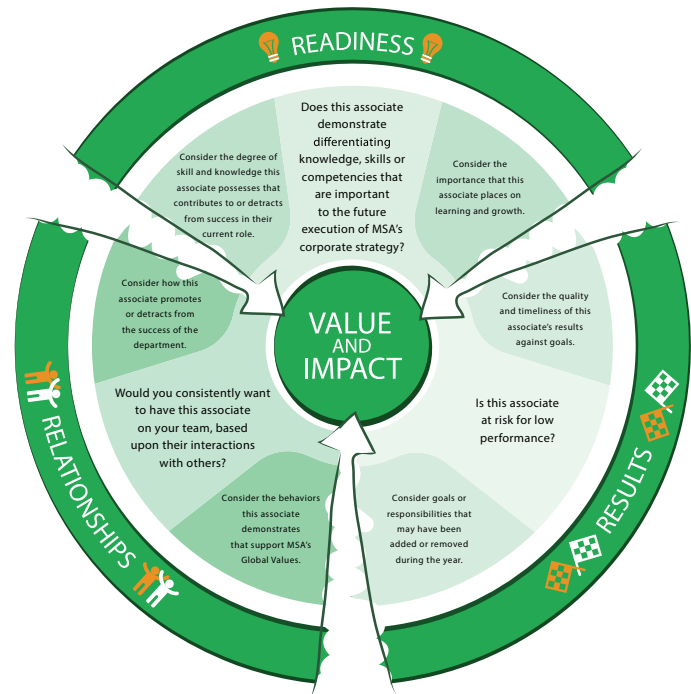 READINESS
Does this associate
demonstrate
differentiating
knowledge, skills or
competencies that
are important
to the future
execution of MSA's
corporate strategy?
Consider the degree of
skill and knowledge this
associate possesses that
contributes to or detracts
from success in their
current role.
Consider the
importance that this
associate places on
learning and growth.
Consider how this
associate promotes
or detracts from
the success of the
department.
VALUE
AND
IMPACT
Consider the quality
and timeliness of this
associate's results
against goals.
Would you consistently want
to have this associate
on your team, based
upon their interactions
with others?
Is this associate
at risk for low
performance?
Consider the behaviors
this associate
demonstrates
that support MSA's
Global Values.
Consider goals or
responsibilities that
may have been
added or removed
during the year.
RELATIONSHIPS
RESULTS